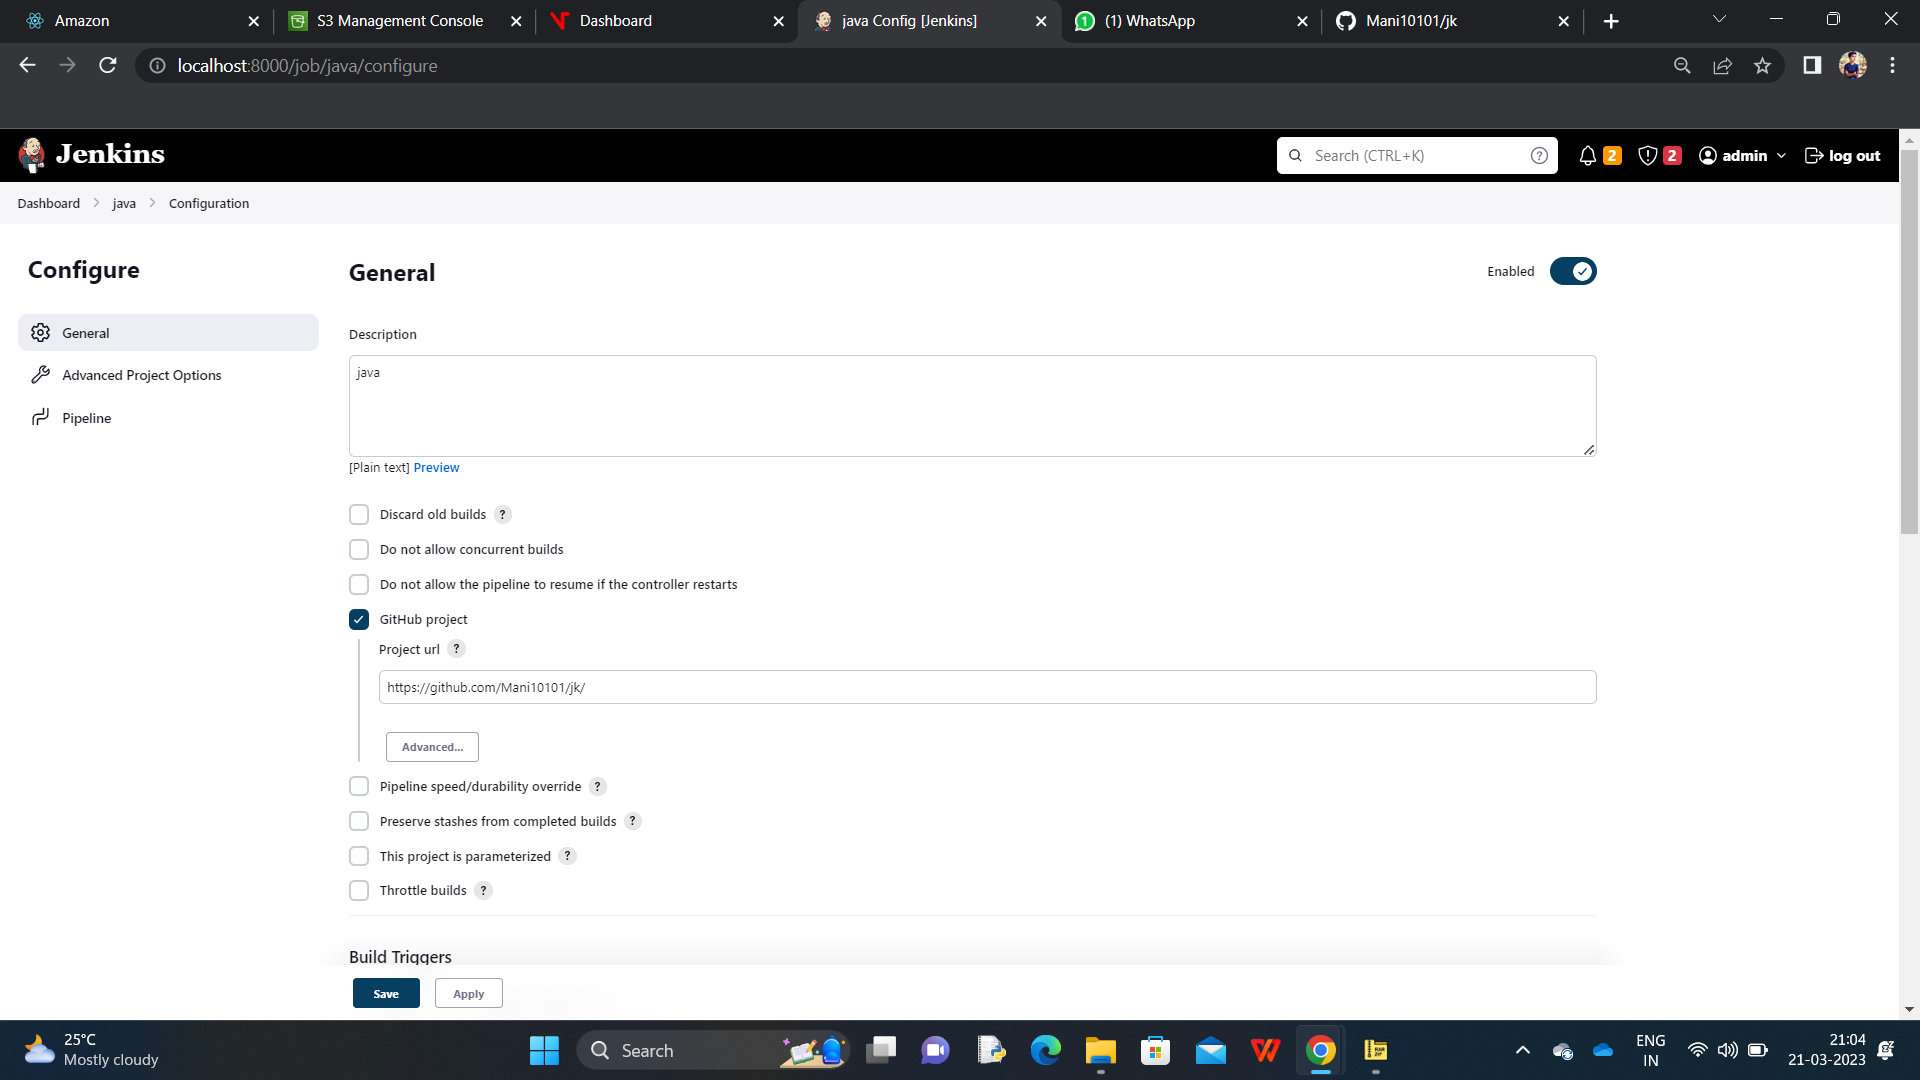 Amazon
S3 Management Console
Dashboard
java Config [Jenkins]
(1) WhatsApp
Mani10101/jk
localhost:8000/job/java/configure
Jenkins
Search (CTRL+K)
2
2
admin
log out
Dashboard
java
Configuration
Configure
General
Advanced Project Options
Pipeline
General
Enabled
Description
java
[Plain text] Preview
Discard old builds ?
Do not allow concurrent builds
Do not allow the pipeline to resume if the controller restarts
GitHub project
Project url ?
https://github.com/Mani10101/jk/
Advanced...
Pipeline speed/durability override ?
Preserve stashes from completed builds ?
This project is parameterized ?
Throttle builds ?
Build Triggers
Save
Apply
25°C
Mostly cloudy
Search
ENG
IN
21:04
21-03-2023